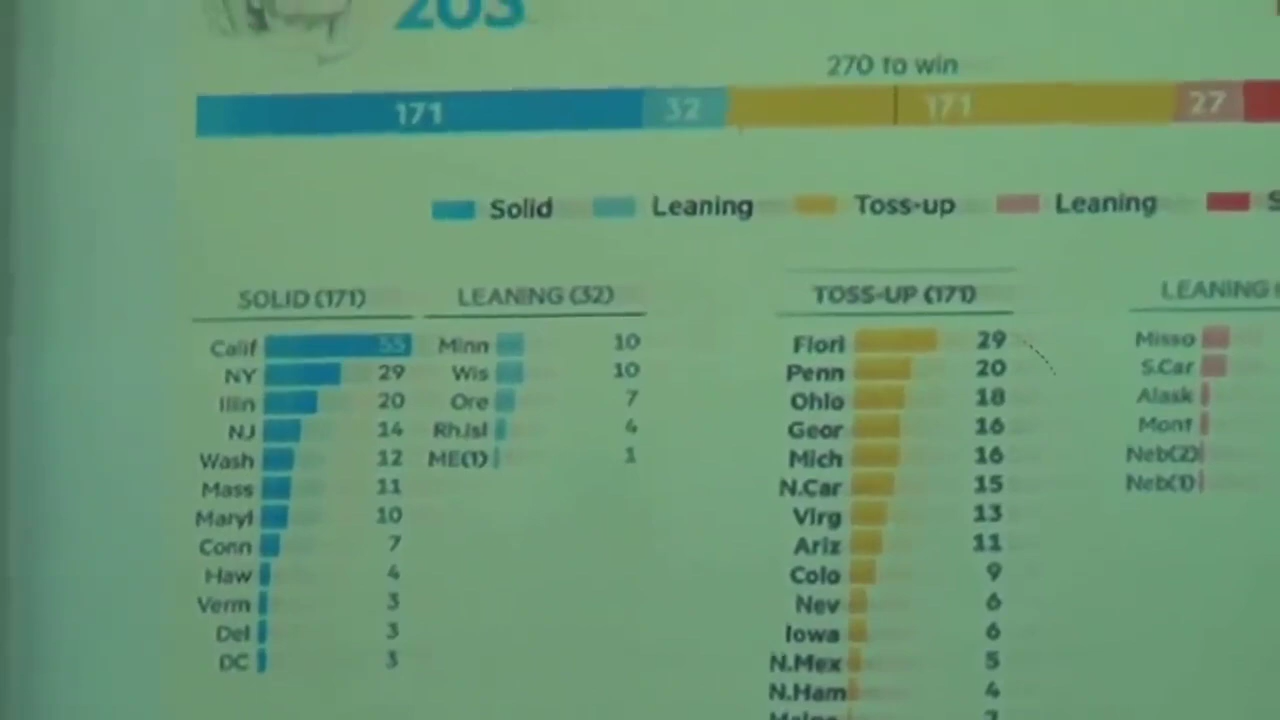 203
270 to win
171 32 171 27
Solid Leaning Toss-up Leaning
SOLID (171)
Calif 55
NY 29
Illin 20
NJ 14
Wash 12
Mass 11
Maryl 10
Conn 7
Haw 4
Verm 3
Del 3
DC 3
LEANING (32)
Minn 10
Wis 10
Ore 7
Rh.Isl 4
ME(1) 1
TOSS-UP (171)
Flori 29
Penn 20
Ohio 18
Geor 16
Mich 16
N.Car 15
Virg 13
Ariz 11
Colo 9
Nev 6
Iowa 6
N.Mex 5
N.Ham 4
LEANING
Misso
S.Car
Alask
Mont
Neb(2)
Neb(1)